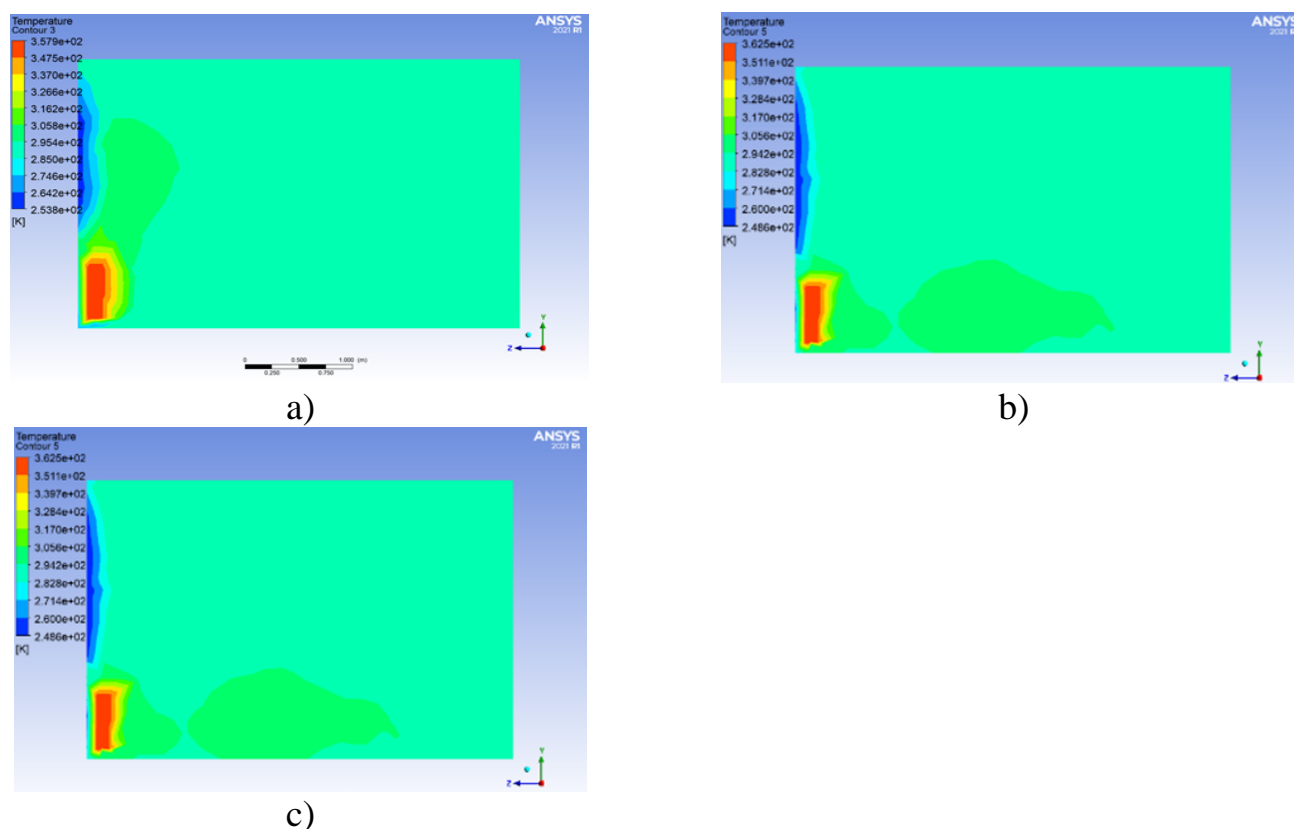 Temperature
Contour 3
3.579e+02
3.475e+02
3.370e+02
3.266e+02
3.162e+02
3.058e+02
2.954e+02
2.850e+02
2.746e+02
2.642e+02
2.538e+02
[K]
ANSYS
2021 R1
Y
Z
0 0.500 1.000 (m)
0.250 0.750
a)
Temperature
Contour 5
3.625e+02
3.511e+02
3.397e+02
3.284e+02
3.170e+02
3.056e+02
2.942e+02
2.828e+02
2.714e+02
2.600e+02
2.486e+02
[K]
ANSYS
2021 R1
Y
Z
b)
Temperature
Contour 5
3.625e+02
3.511e+02
3.397e+02
3.284e+02
3.170e+02
3.056e+02
2.942e+02
2.828e+02
2.714e+02
2.600e+02
2.486e+02
[K]
ANSYS
2021 R1
Y
Z
c)